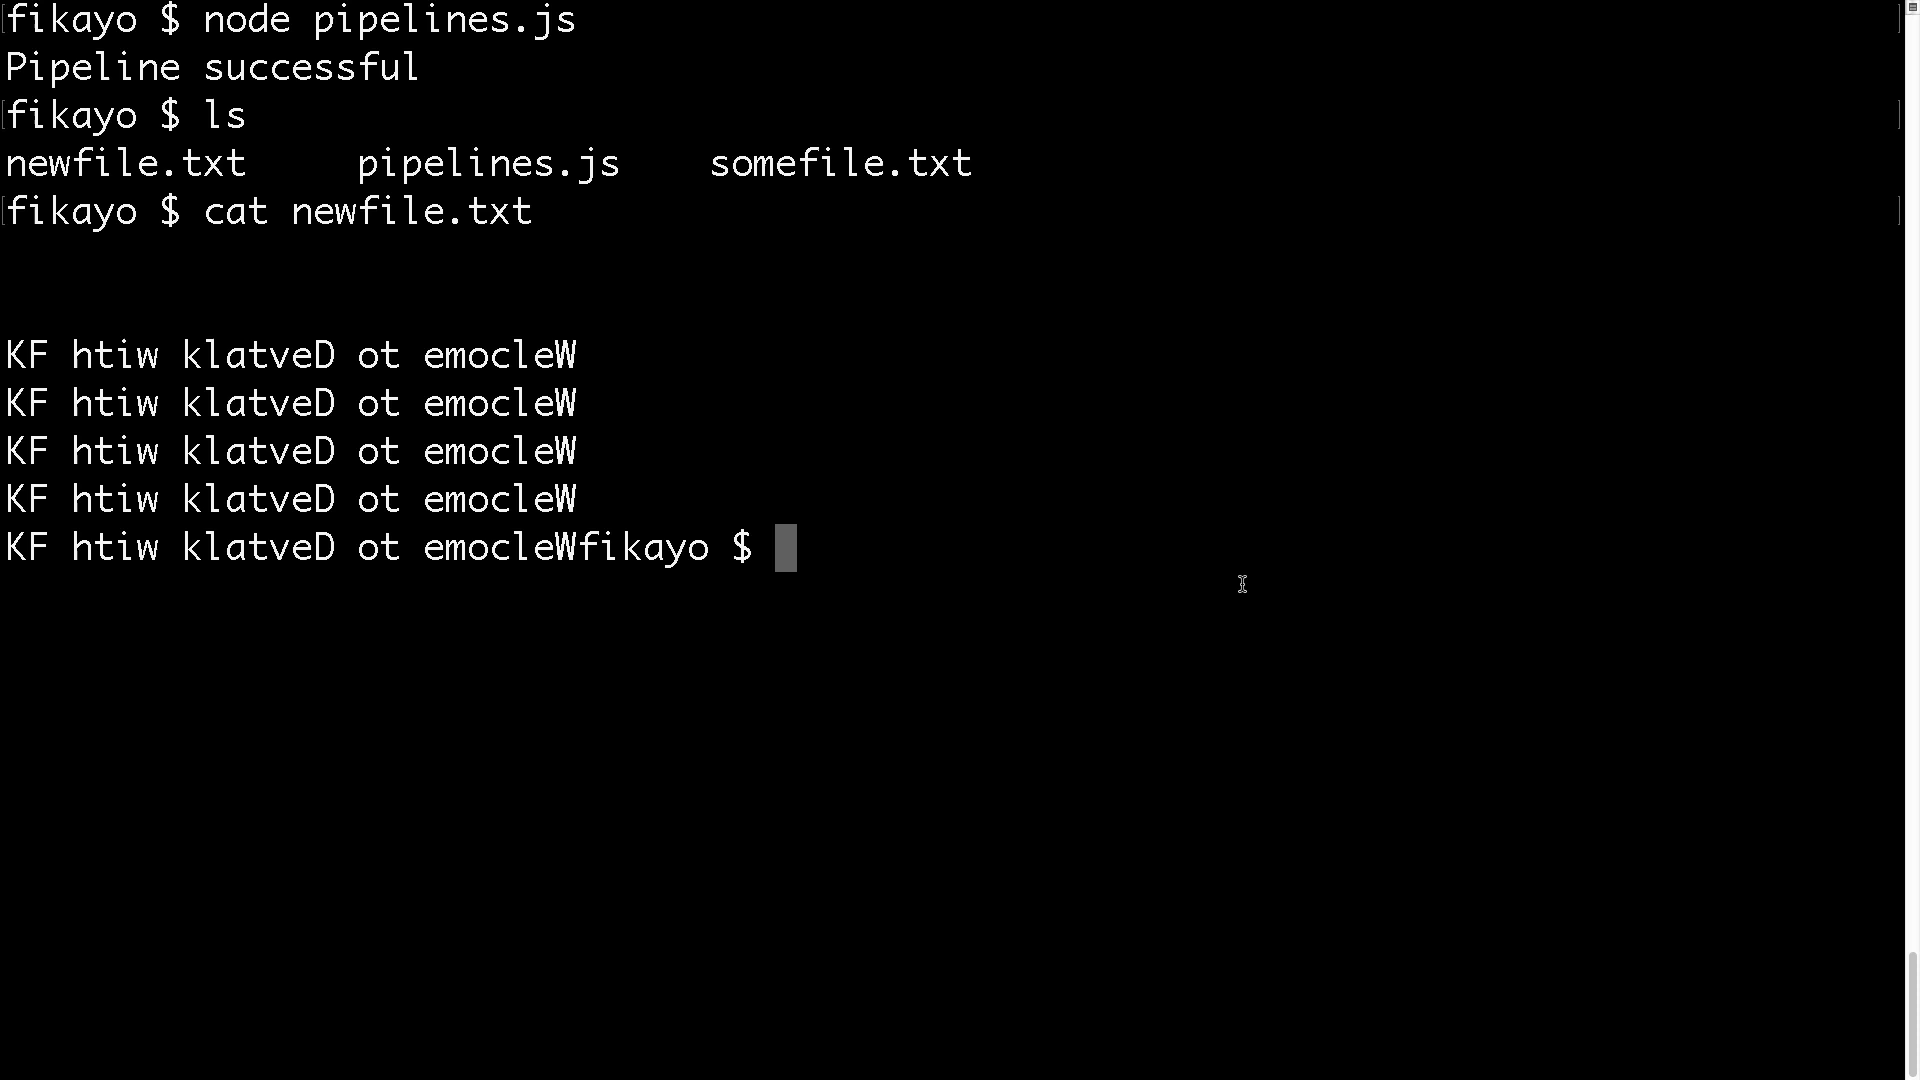 fikayo $ node pipelines.js
Pipeline successful
fikayo $ ls
newfile.txt pipelines.js somefile.txt
fikayo $ cat newfile.txt
KF htiw klatveD ot emocleW
KF htiw klatveD ot emocleW
KF htiw klatveD ot emocleW
KF htiw klatveD ot emocleW
KF htiw klatveD ot emocleWfikayo $